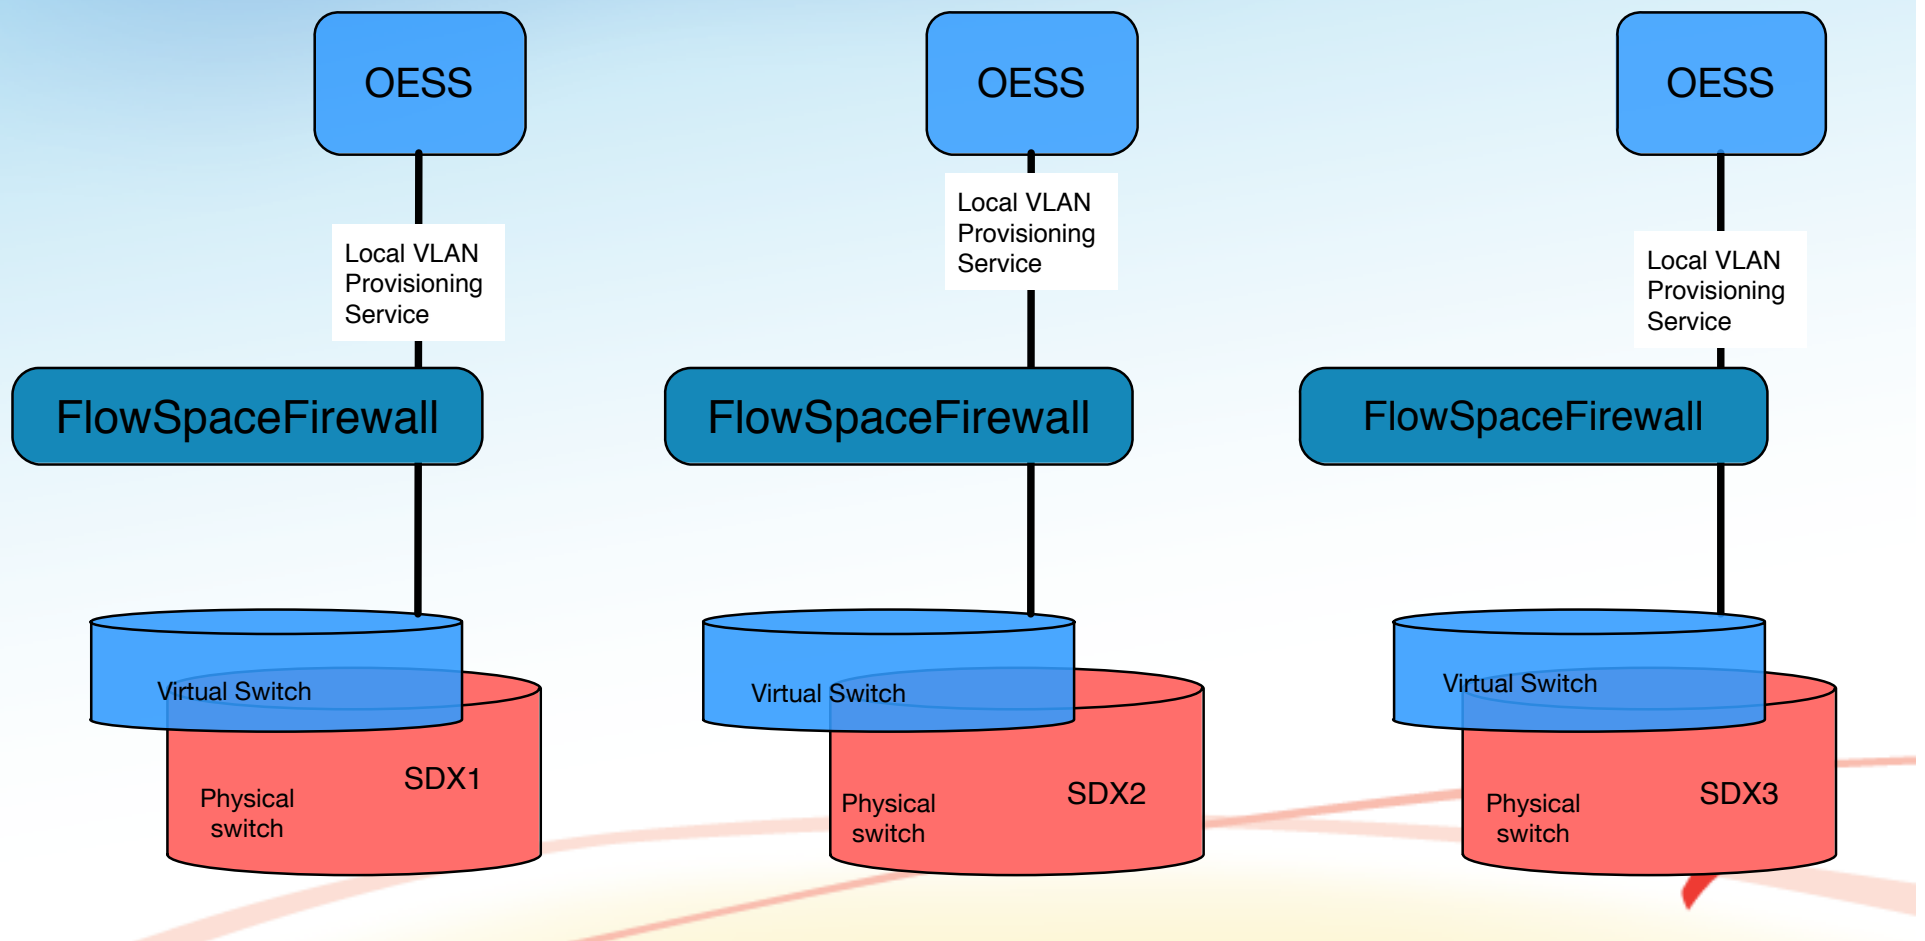 OESS
OESS
OESS
Local VLAN
Provisioning
Service
Local VLAN
Provisioning
Service
Local VLAN
Provisioning
Service
FlowSpaceFirewall
FlowSpaceFirewall
FlowSpaceFirewall
Virtual Switch
Virtual Switch
Virtual Switch
SDX1
Physical
switch
SDX2
Physical
switch
SDX3
Physical
switch